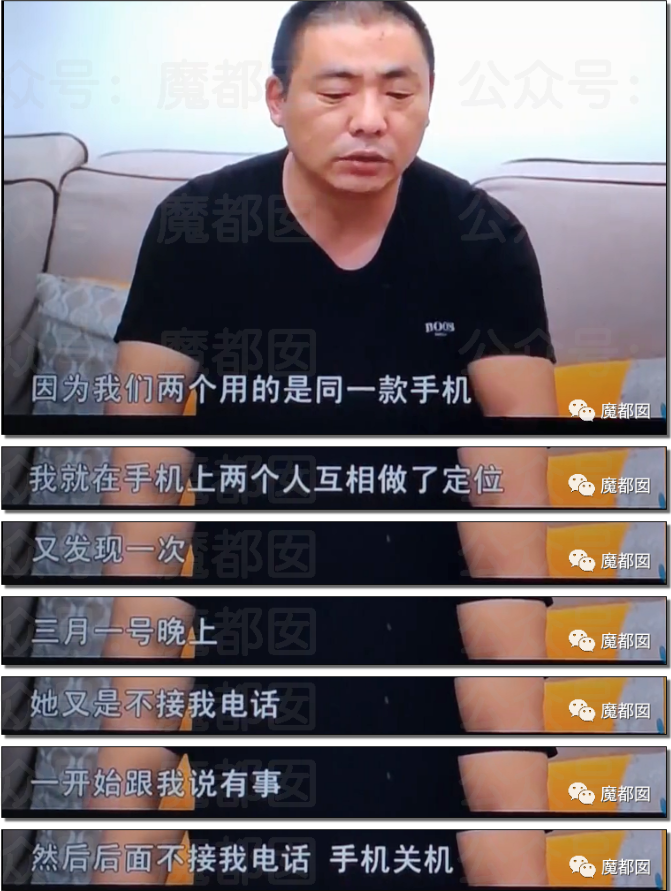 公众号：魔都囡
公众号：
魔都囡
公众
BOOS
魔都囡
因为我们两个用的是同一款手机
魔都囡
我就在手机上两个人互相做了定位
魔都囡
又发现一次
魔都囡
三月一号晚上
魔都囡
她又是不接我电话
魔都囡
一开始跟我说有事
魔都囡
然后后面不接我电话 手机关机
魔都囡